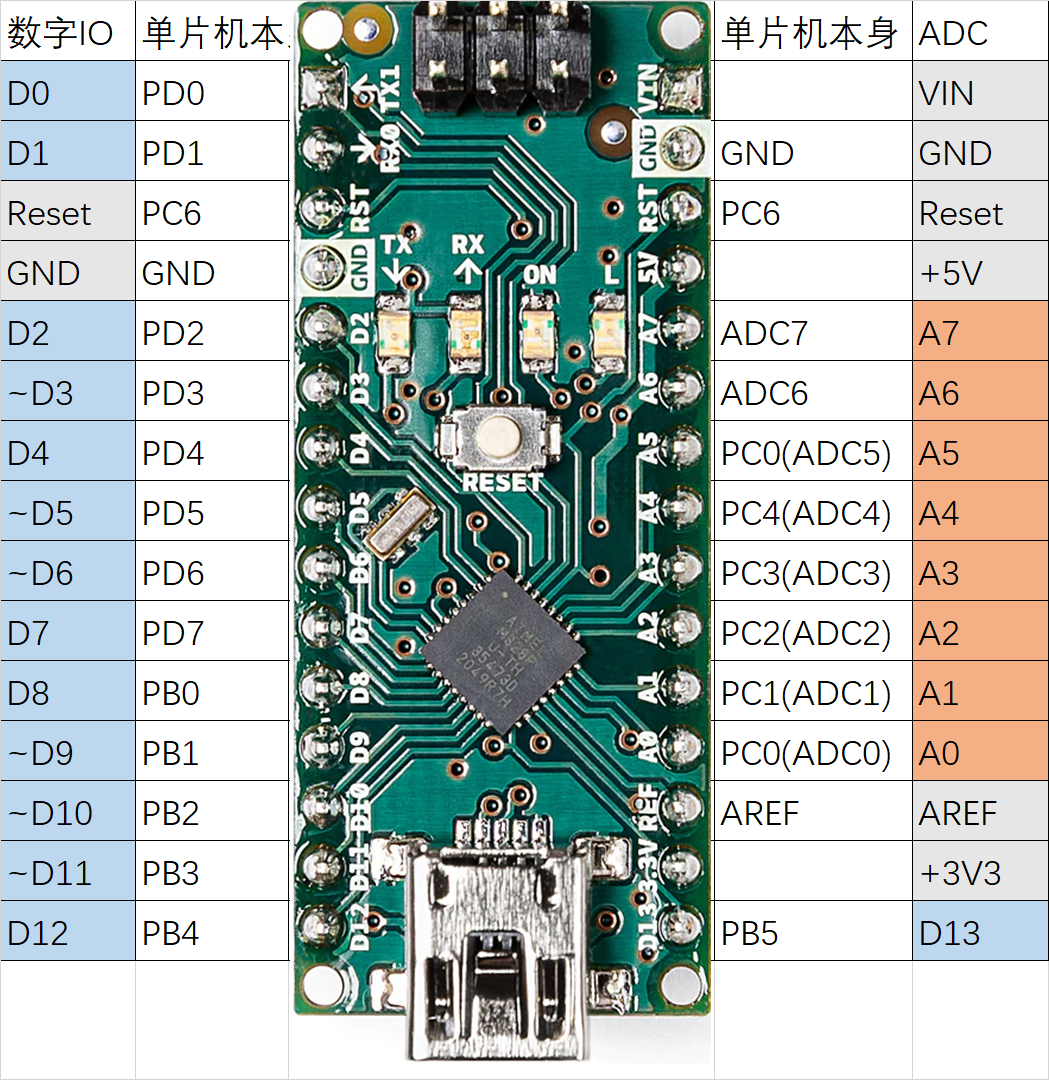 数字IO 单片机本 单片机本身 ADC
D0 PD0 TX1 VIN VIN
D1 PD1 RX0 GND GND GND
Reset PC6 RST RST PC6 Reset
GND GND GND TX RX ON L 5V +5V
D2 PD2 D2 A7 ADC7 A7
~D3 PD3 D3 A6 ADC6 A6
D4 PD4 D4 A5 PC0(ADC5) A5
RESET
~D5 PD5 D5 A4 PC4(ADC4) A4
~D6 PD6 D6 A3 PC3(ADC3) A3
D7 PD7 D7 A2 PC2(ADC2) A2
ATMEL
U-TH
D8 PB0 D8 A1 PC1(ADC1) A1
~D9 PB1 D9 A0 PC0(ADC0) A0
~D10 PB2 D10 REF AREF AREF
~D11 PB3 D11 3.3V +3V3
D12 PB4 D12 D13 PB5 D13